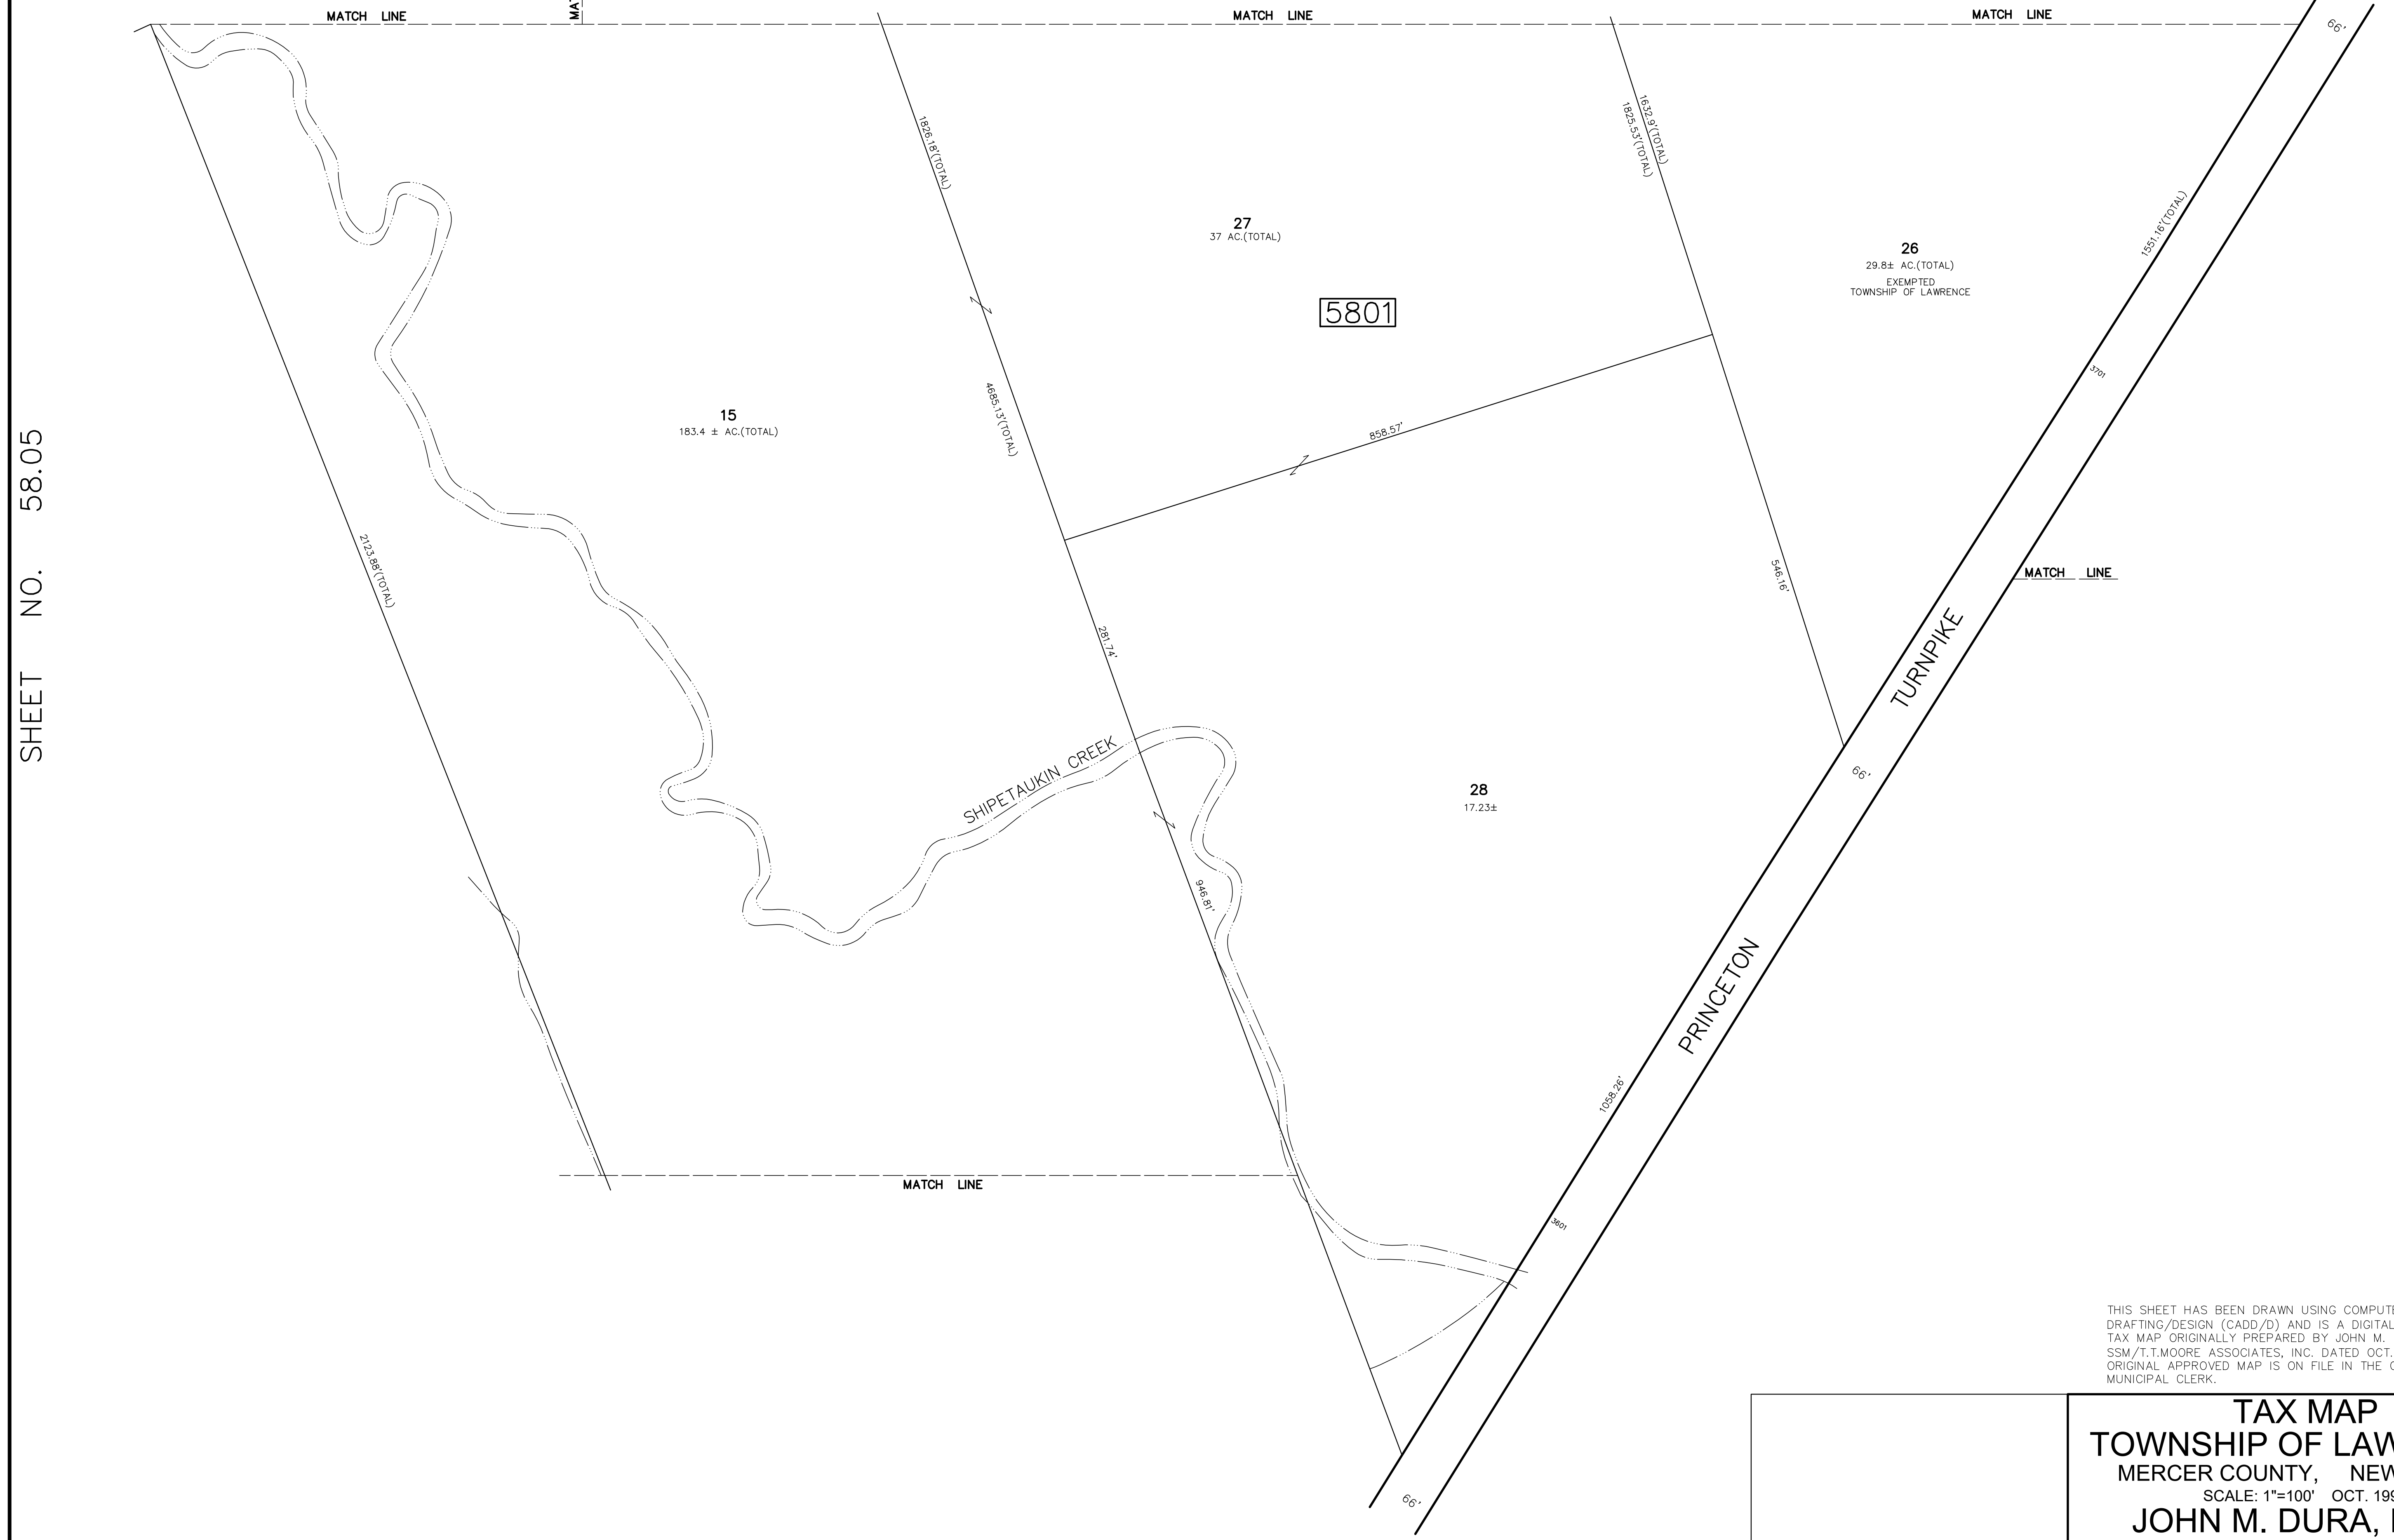 MATCH LINE
MATCH LINE
MATCH LINE
66'
1826.18'(TOTAL)
1632.9'(TOTAL)
1825.53'(TOTAL)
1551.16'(TOTAL)
27
37 AC.(TOTAL)
26
29.8± AC.(TOTAL)
EXEMPTED
TOWNSHIP OF LAWRENCE
5801
3701
15
183.4 ± AC.(TOTAL)
4685.13'(TOTAL)
858.57'
SHEET NO. 58.05
2123.88'(TOTAL)
546.16'
MATCH LINE
281.74'
PRINCETON TURNPIKE
66'
SHIPETAUKIN CREEK
28
17.23±
946.81'
1058.26'
MATCH LINE
3601
66'
THIS SHEET HAS BEEN DRAWN USING
DRAFTING/DESIGN (CADD/D) AND IS A DIGITAL
TAX MAP ORIGINALLY PREPARED BY JOHN M.
SSM/T.T.MOORE ASSOCIATES, INC. DATED OCT.
ORIGINAL APPROVED MAP IS ON FILE IN THE
MUNICIPAL CLERK.
TAX MAP
TOWNSHIP OF
MERCER COUNTY, NEW
SCALE: 1"=100' OCT.
JOHN M. DURA,